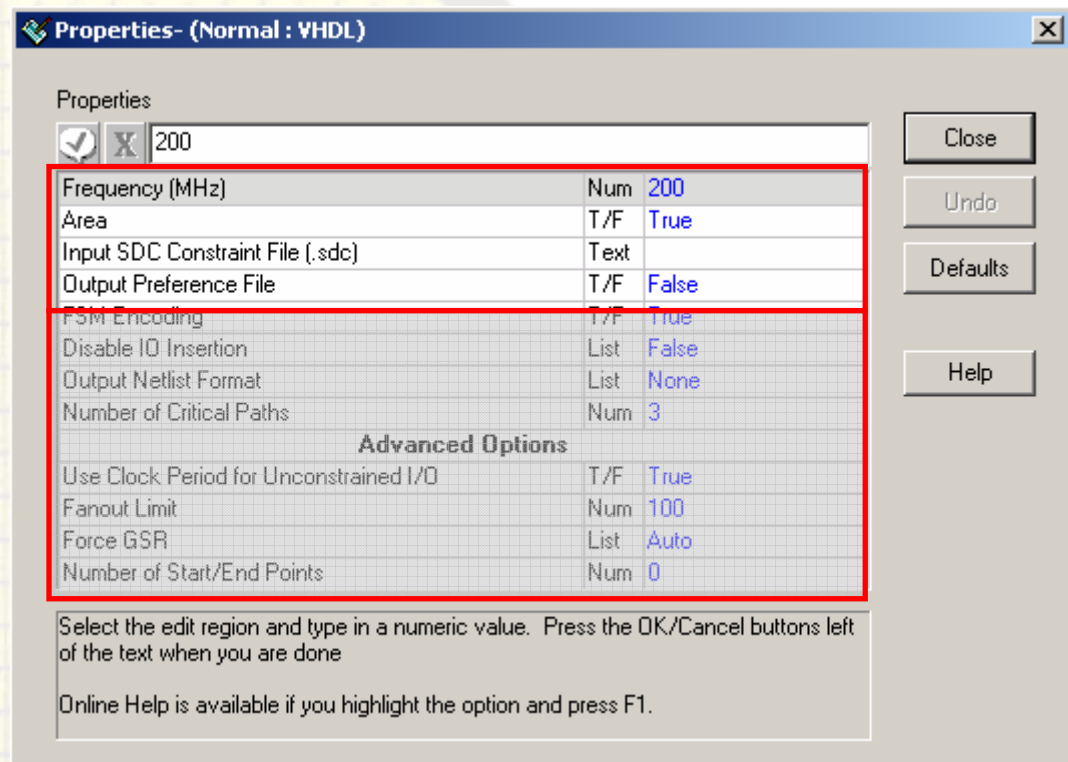 Properties- (Normal : VHDL)
Properties
200
Close
Frequency (MHz) Num 200
Undo
Area T/F True
Input SDC Constraint File (.sdc) Text
Defaults
Output Preference File T/F False
FSM Encoding T/F True
Disable IO Insertion List False
Output Netlist Format List None
Help
Number of Critical Paths Num 3
Advanced Options
Use Clock Period for Unconstrained I/O T/F True
Fanout Limit Num 100
Force GSR List Auto
Number of Start/End Points Num 0
Select the edit region and type in a numeric value. Press the OK/Cancel buttons left
of the text when you are done
Online Help is available if you highlight the option and press F1.